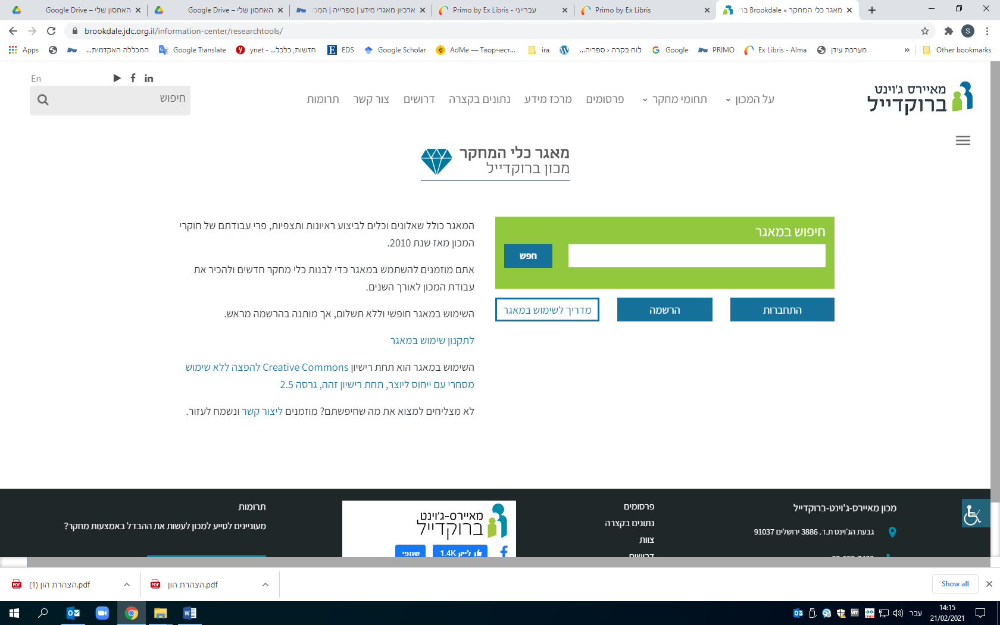 האחסון שלי – Google Drive
האחסון שלי – Google Drive
ארכיון מאגרי מידע | ספרייה | המכ
Primo by Ex Libris - עברייני
Primo by Ex Libris
מאגר כלי המחקר « Brookdale בר
brookdale.jdc.org.il/information-center/researchtools/
S
Apps
המכללה האקדמית...
Google Translate
ynet - חדשות, כלכל...
EDS
Google Scholar
AdMe — Творчест...
ira
לוח בקרה ‹ ספריה...
Google
PRIMO
Ex Libris - Alma
מערכת עידן
»
Other bookmarks
En
חיפוש
על המכון
תחומי מחקר
פרסומים
מרכז מידע
נתונים בקצרה
דרושים
צור קשר
תרומות
מאיירס ג'וינט
ברוקדייל
מאגר כלי המחקר
מכון ברוקדייל
חיפוש במאגר
חפש
התחברות
הרשמה
מדריך לשימוש במאגר
המאגר כולל שאלונים וכלים לביצוע ראיונות ותצפיות, פרי עבודתם של חוקרי
המכון מאז שנת 2010.
אתם מוזמנים להשתמש במאגר כדי לבנות כלי מחקר חדשים ולהכיר את
עבודת המכון לאורך השנים.
השימוש במאגר חופשי וללא תשלום, אך מותנה בהרשמה מראש.
לתקנון שימוש במאגר
השימוש במאגר הוא תחת רישיון Creative Commons להפצה ללא שימוש
מסחרי עם ייחוס ליוצר, תחת רישיון זהה, גרסה 2.5
לא מצליחים למצוא את מה שחיפשתם? מוזמנים ליצור קשר ונשמח לעזור.
מכון מאיירס-ג'וינט-ברוקדייל
גבעת הג'וינט ת.ד. 3886 ירושלים 91037
פרסומים
נתונים בקצרה
צוות
דרושים
מאיירס-ג'וינט
ברוקדייל
לייק 1.4K
שתפי
תרומות
מעוניינים לסייע למכון לעשות את ההבדל באמצעות מחקר?
הצהרת הון (1).pdf
הצהרת הון.pdf
Show all
עבר
14:15
21/02/2021